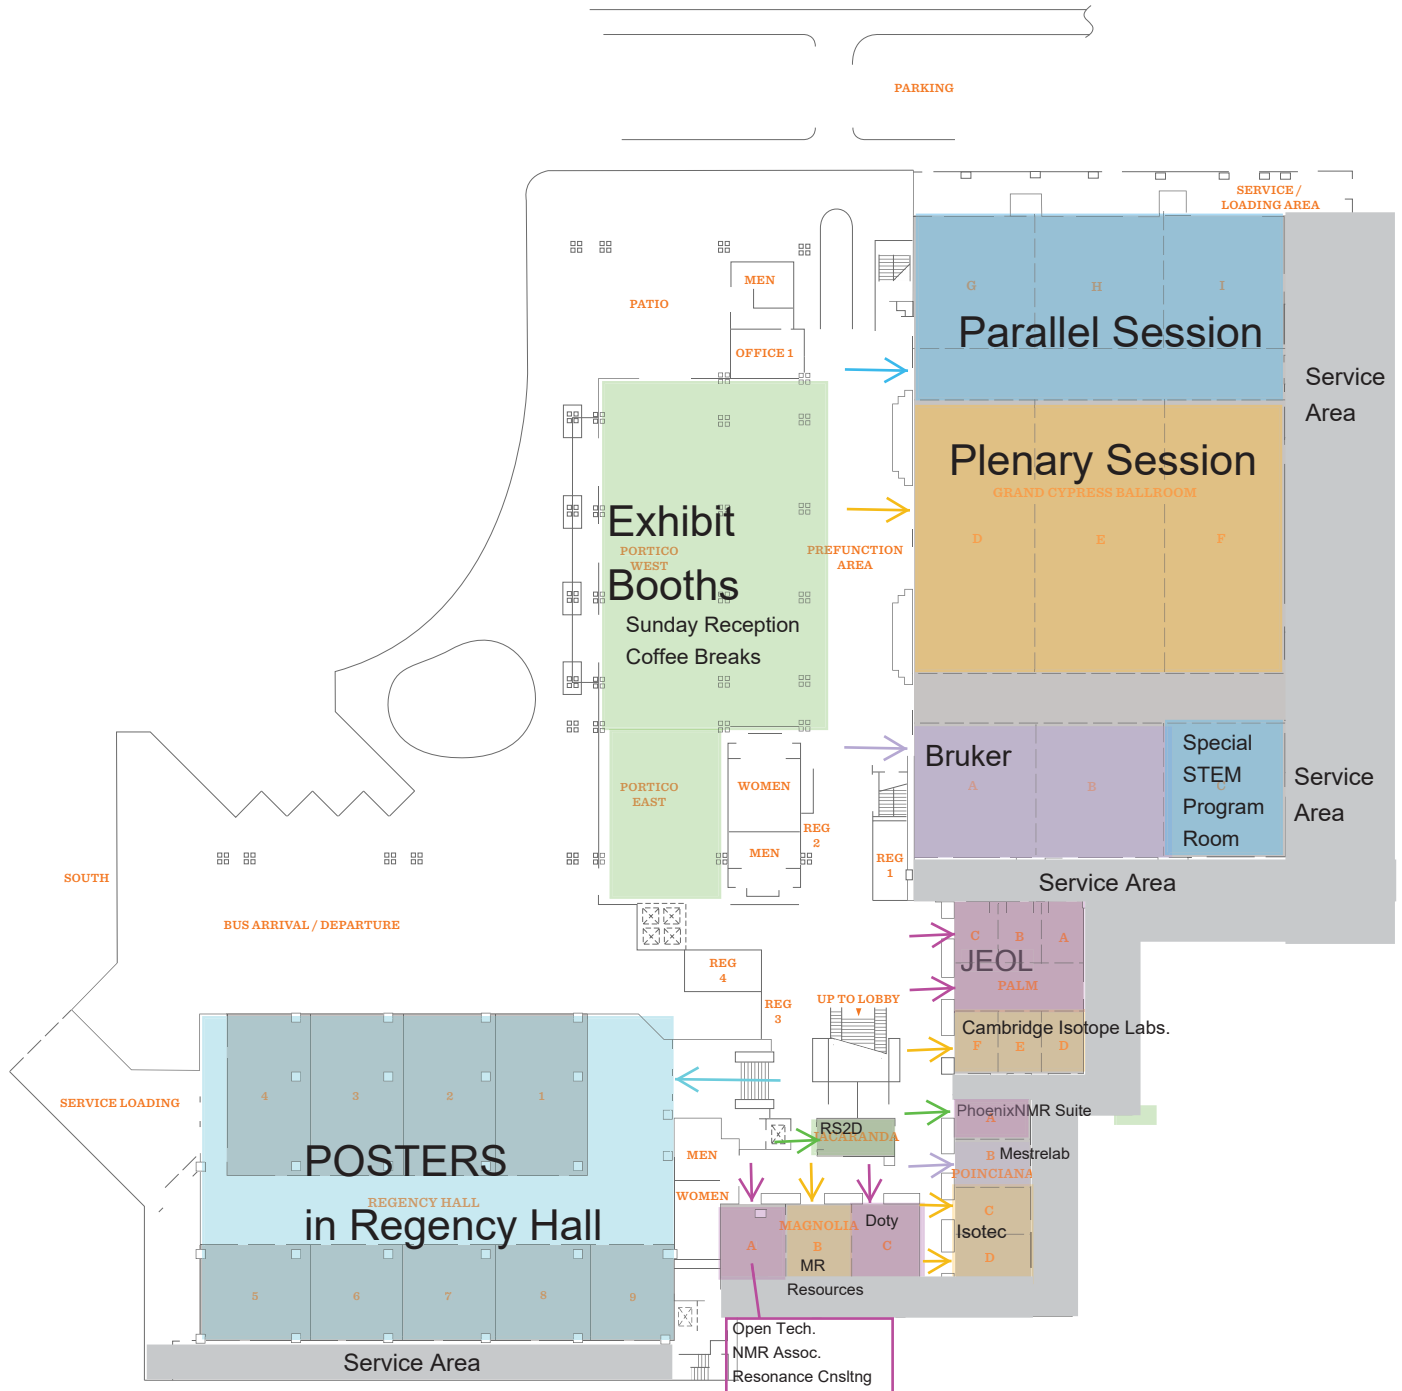 PARKING
SERVICE /
LOADING AREA
MEN
PATIO
OFFICE 1
G H I
Parallel Session
Service
Area
Plenary Session
GRAND CYPRESS BALLROOM
D E F
Exhibit
PORTICO
WEST
Booths
Sunday Reception
Coffee Breaks
PREFUNCTION
AREA
Bruker
A B C
Special
STEM
Program
Room
Service
Area
PORTICO
EAST
WOMEN
MEN
REG
2
REG
1
Service Area
SOUTH
BUS ARRIVAL / DEPARTURE
C B A
JEOL
PALM
REG
4
REG
3
UP TO LOBBY
Cambridge Isotope Labs.
F E D
SERVICE LOADING
4 3 2 1
POSTERS
REGENCY HALL
in Regency Hall
5 6 7 8 9
Service Area
MEN
WOMEN
RS2D
JACARANDA
PhoenixNMR Suite
A
B
Mestrelab
POINCIANA
C
Isotec
D
MAGNOLIA
Doty
A B C
MR
Resources
Open Tech.
NMR Assoc.
Resonance Cnsltng